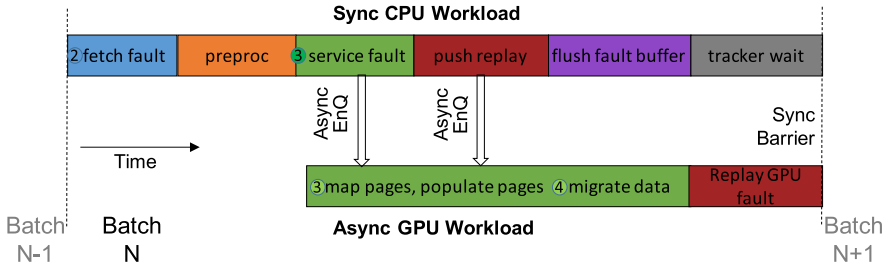 Sync CPU Workload
② fetch fault preproc ③ service fault push replay flush fault buffer tracker wait
Async
EnQ
Async
EnQ
Sync
Barrier
Time
③ map pages, populate pages ④ migrate data
Replay GPU
fault
Batch
N-1
Batch
N
Async GPU Workload
Batch
N+1